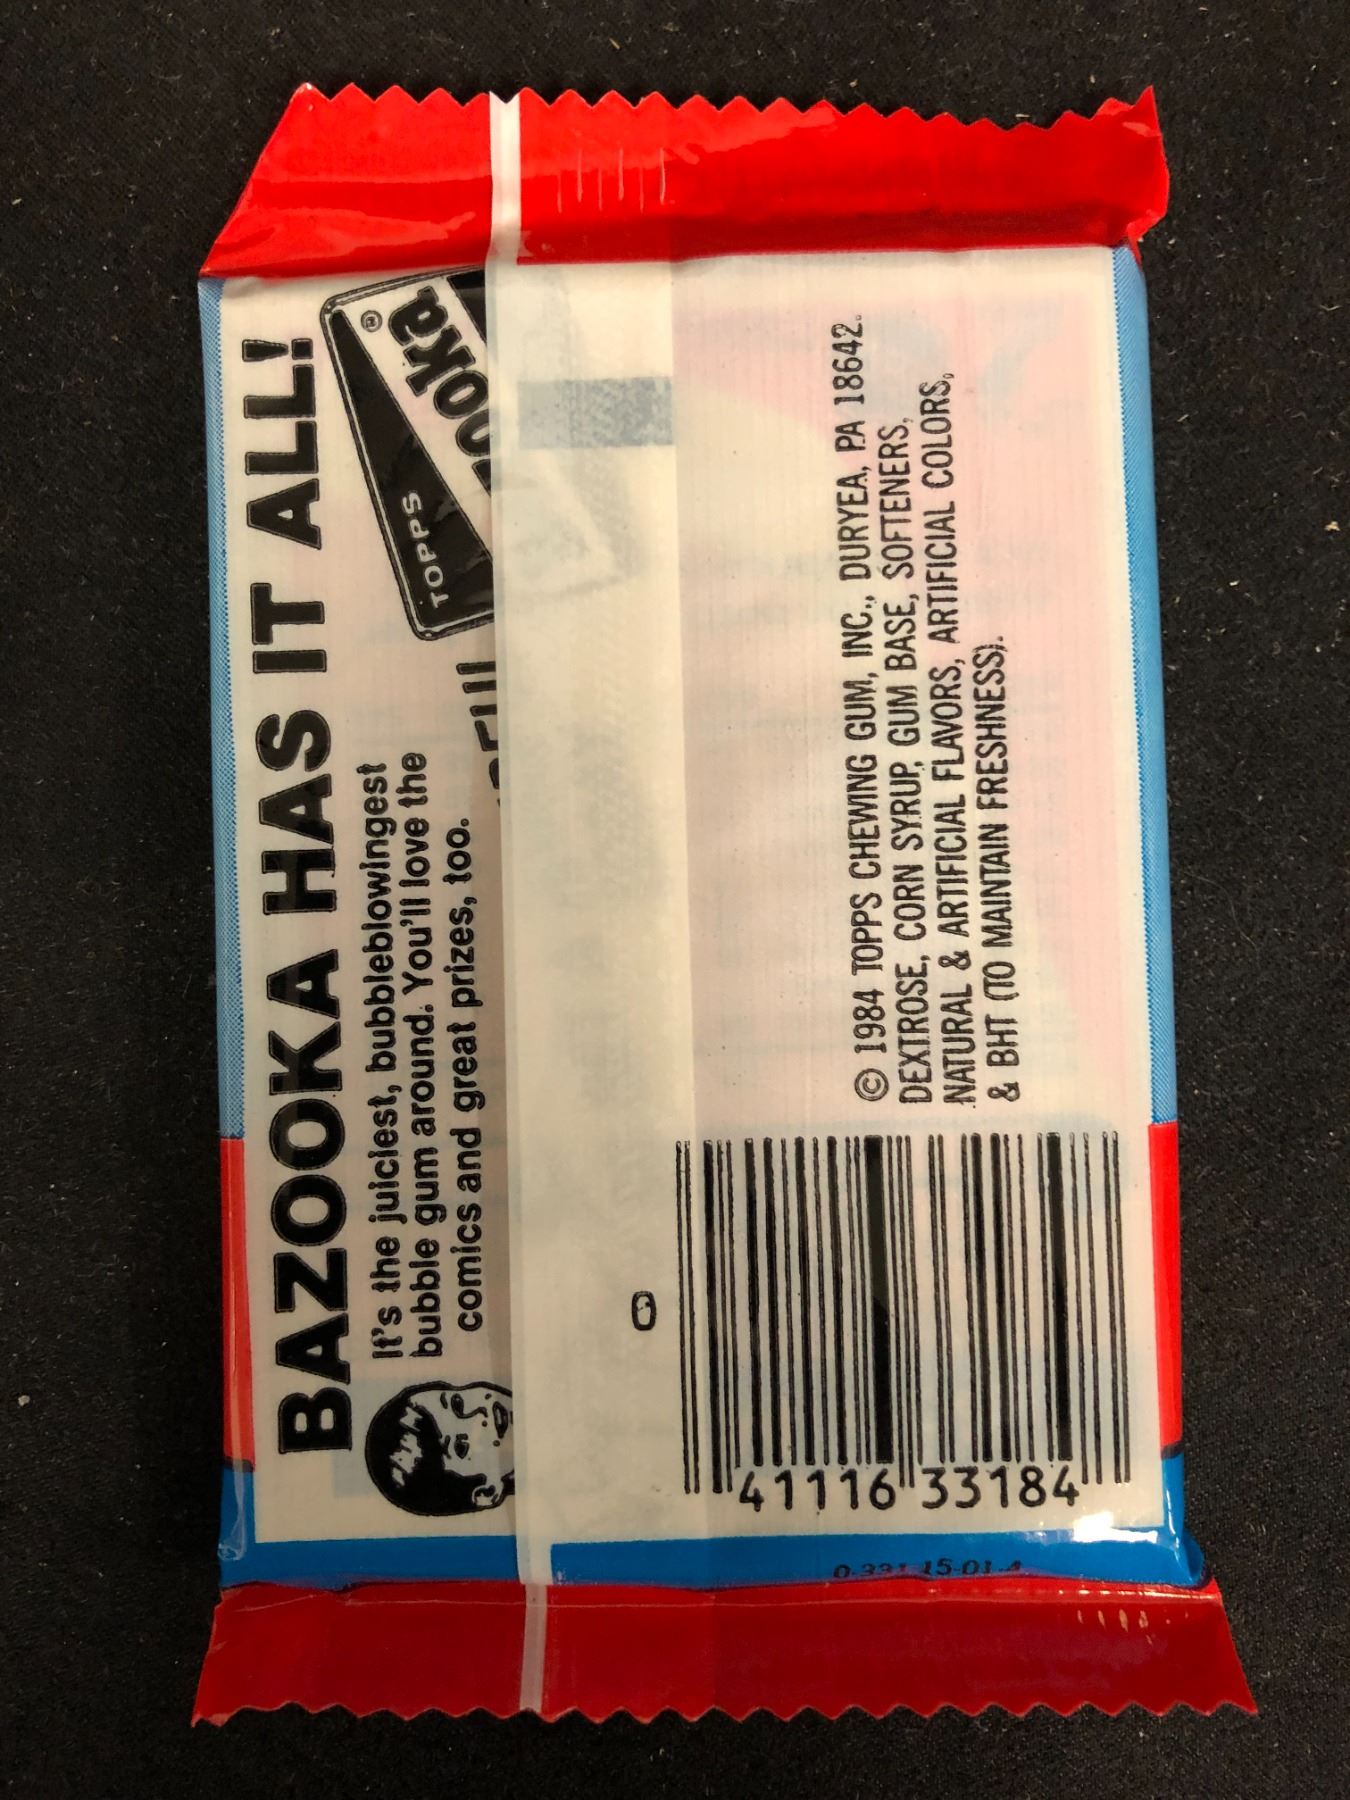 BAZOOKA HAS IT ALL!
It's the juiciest, bubbleblowingest
bubble gum around. You'll love the
comics and great prizes, too.
TOPPS
ooka
®
© 1984 TOPPS CHEWING GUM, INC., DURYEA, PA 18642.
DEXTROSE, CORN SYRUP, GUM BASE, SOFTENERS,
NATURAL & ARTIFICIAL FLAVORS, ARTIFICIAL COLORS,
& BHT (TO MAINTAIN FRESHNESS).
0
41116 33184